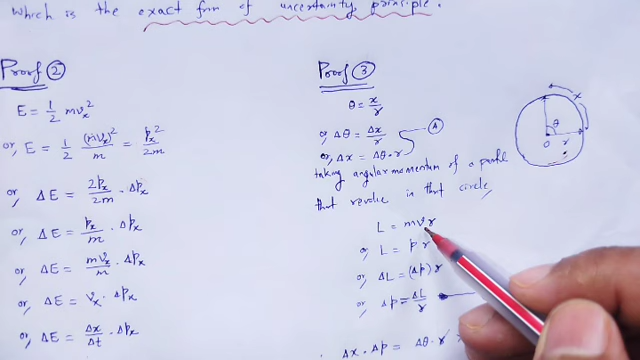 which is the exact form of uncertainty principle.
Proof ②
E = 1/2 mvₓ²
or, E = 1/2 (mvₓ)²/m = pₓ²/2m
or, ΔE = 2pₓ/2m · Δpₓ
or, ΔE = pₓ/m · Δpₓ
or, ΔE = mvₓ/m · Δpₓ
or, ΔE = vₓ · Δpₓ
or, ΔE = Δx/Δt · Δpₓ
Proof ③
θ = x/r
or, Δθ = Δx/r
or, Δx = Δθ·r
Ⓐ
x
θ
O
r
taking angular momentum of a
that revolve in that circle,
L = mvr
or L = pr
or, ΔL = (Δp)r
or, Δp = ΔL/r
Δx · Δp = Δθ·r